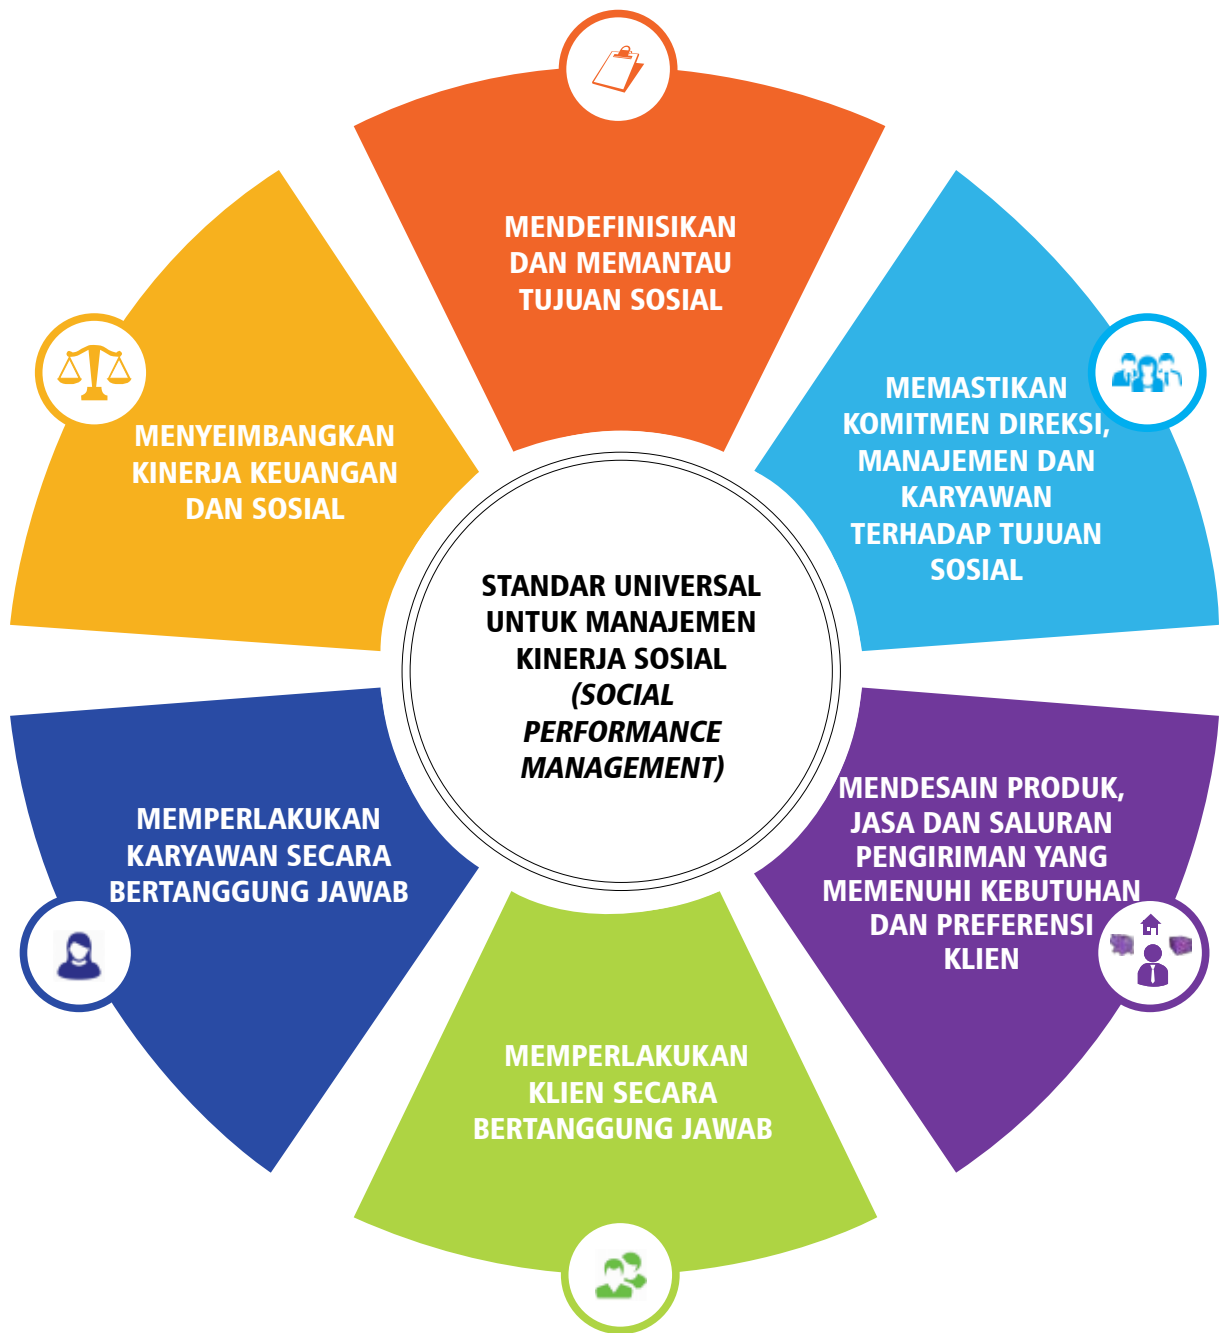 MENDEFINISIKAN
DAN MEMANTAU
TUJUAN SOSIAL
MEMASTIKAN
KOMITMEN DIREKSI,
MANAJEMEN DAN
KARYAWAN
TERHADAP TUJUAN
SOSIAL
MENDESAIN PRODUK,
JASA DAN SALURAN
PENGIRIMAN YANG
MEMENUHI KEBUTUHAN
DAN PREFERENSI
KLIEN
MEMPERLAKUKAN
KLIEN SECARA
BERTANGGUNG JAWAB
MEMPERLAKUKAN
KARYAWAN SECARA
BERTANGGUNG JAWAB
MENYEIMBANGKAN
KINERJA KEUANGAN
DAN SOSIAL
STANDAR UNIVERSAL
UNTUK MANAJEMEN
KINERJA SOSIAL
(SOCIAL
PERFORMANCE
MANAGEMENT)